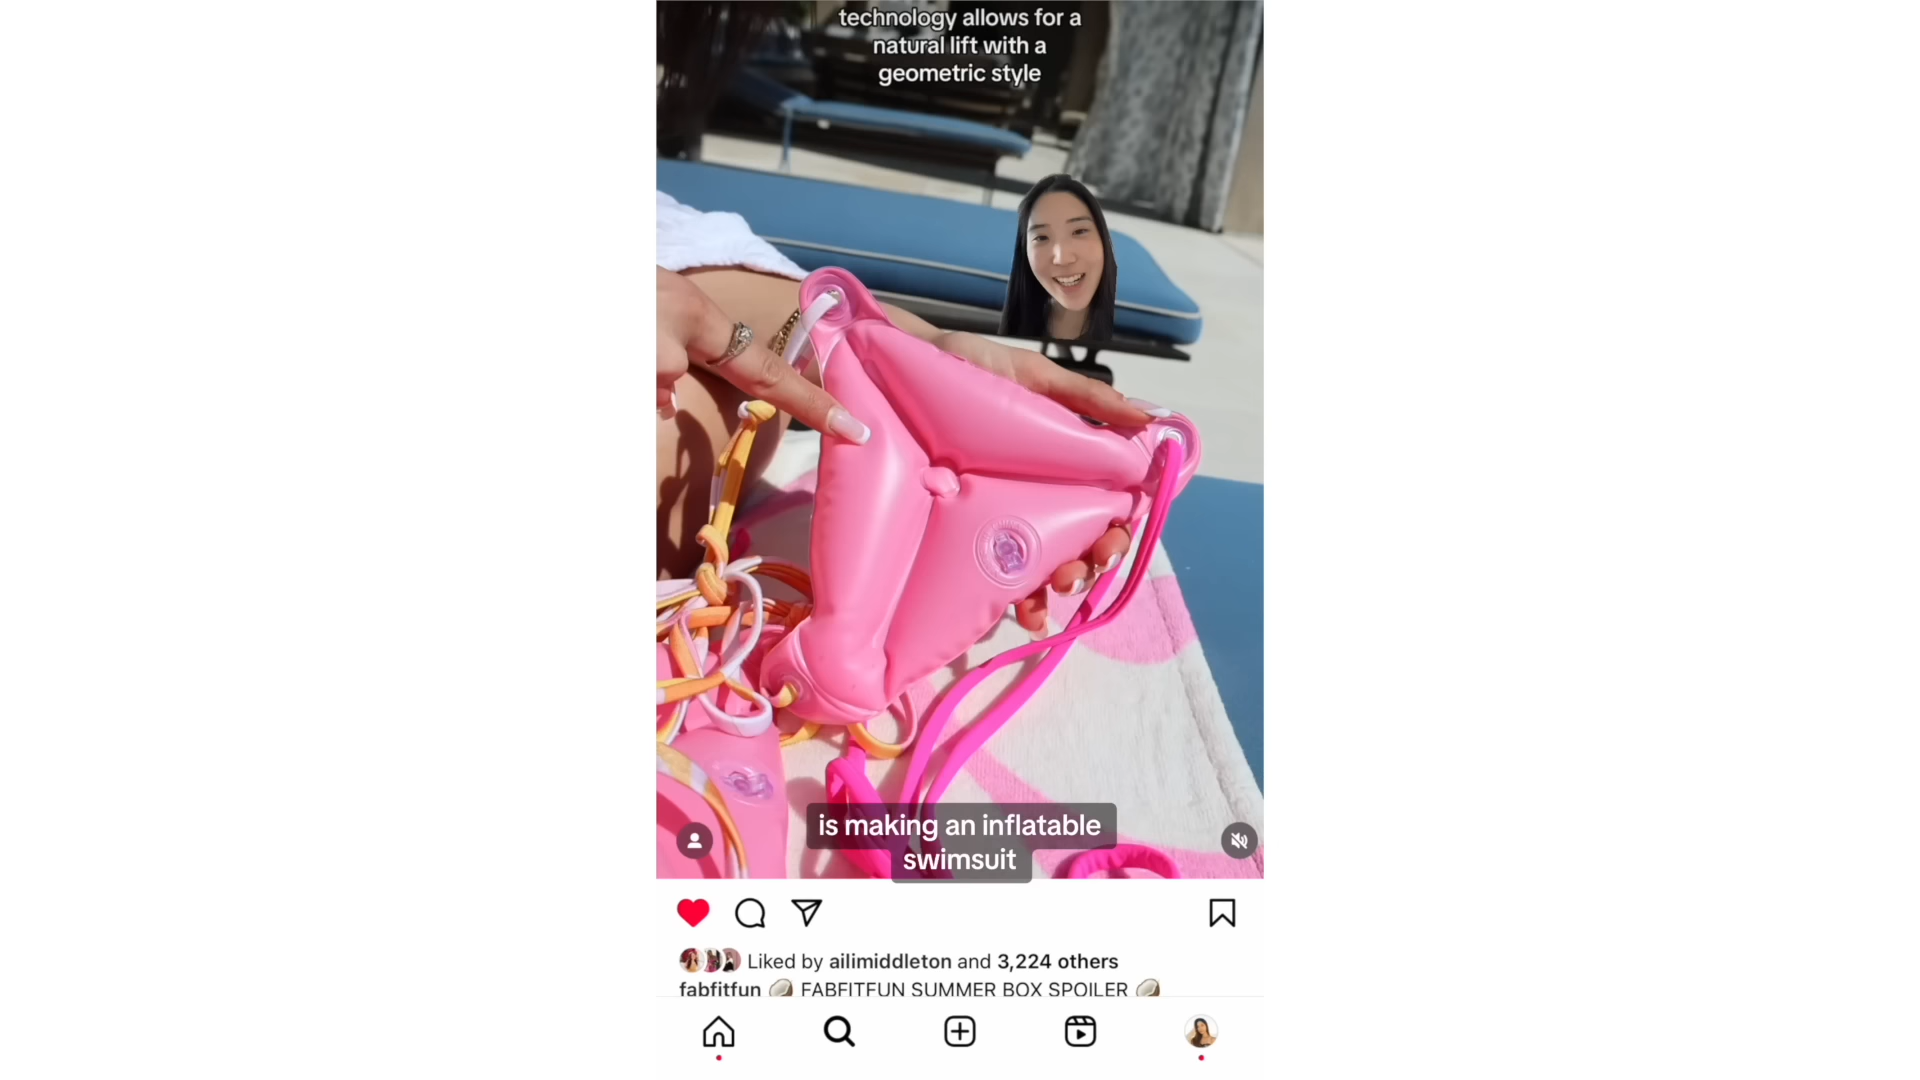 technology allows for a
natural lift with a
geometric style
is making an inflatable
swimsuit
Liked by ailimiddleton and 3,224 others
fabfitfun 🥥 FABFITFUN SUMMER BOX SPOILER 🥥